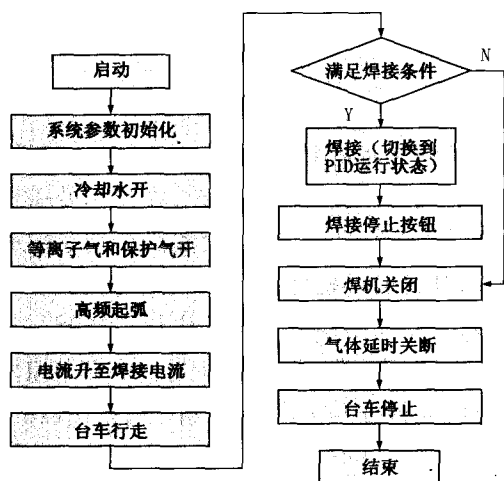 启动
系统参数初始化
冷却水开
等离子气和保护气开
高频起弧
电流升至焊接电流
台车行走
满足焊接条件
N
Y
焊接（切换到
PID运行状态）
焊接停止按钮
焊机关闭
气体延时关断
台车停止
结束